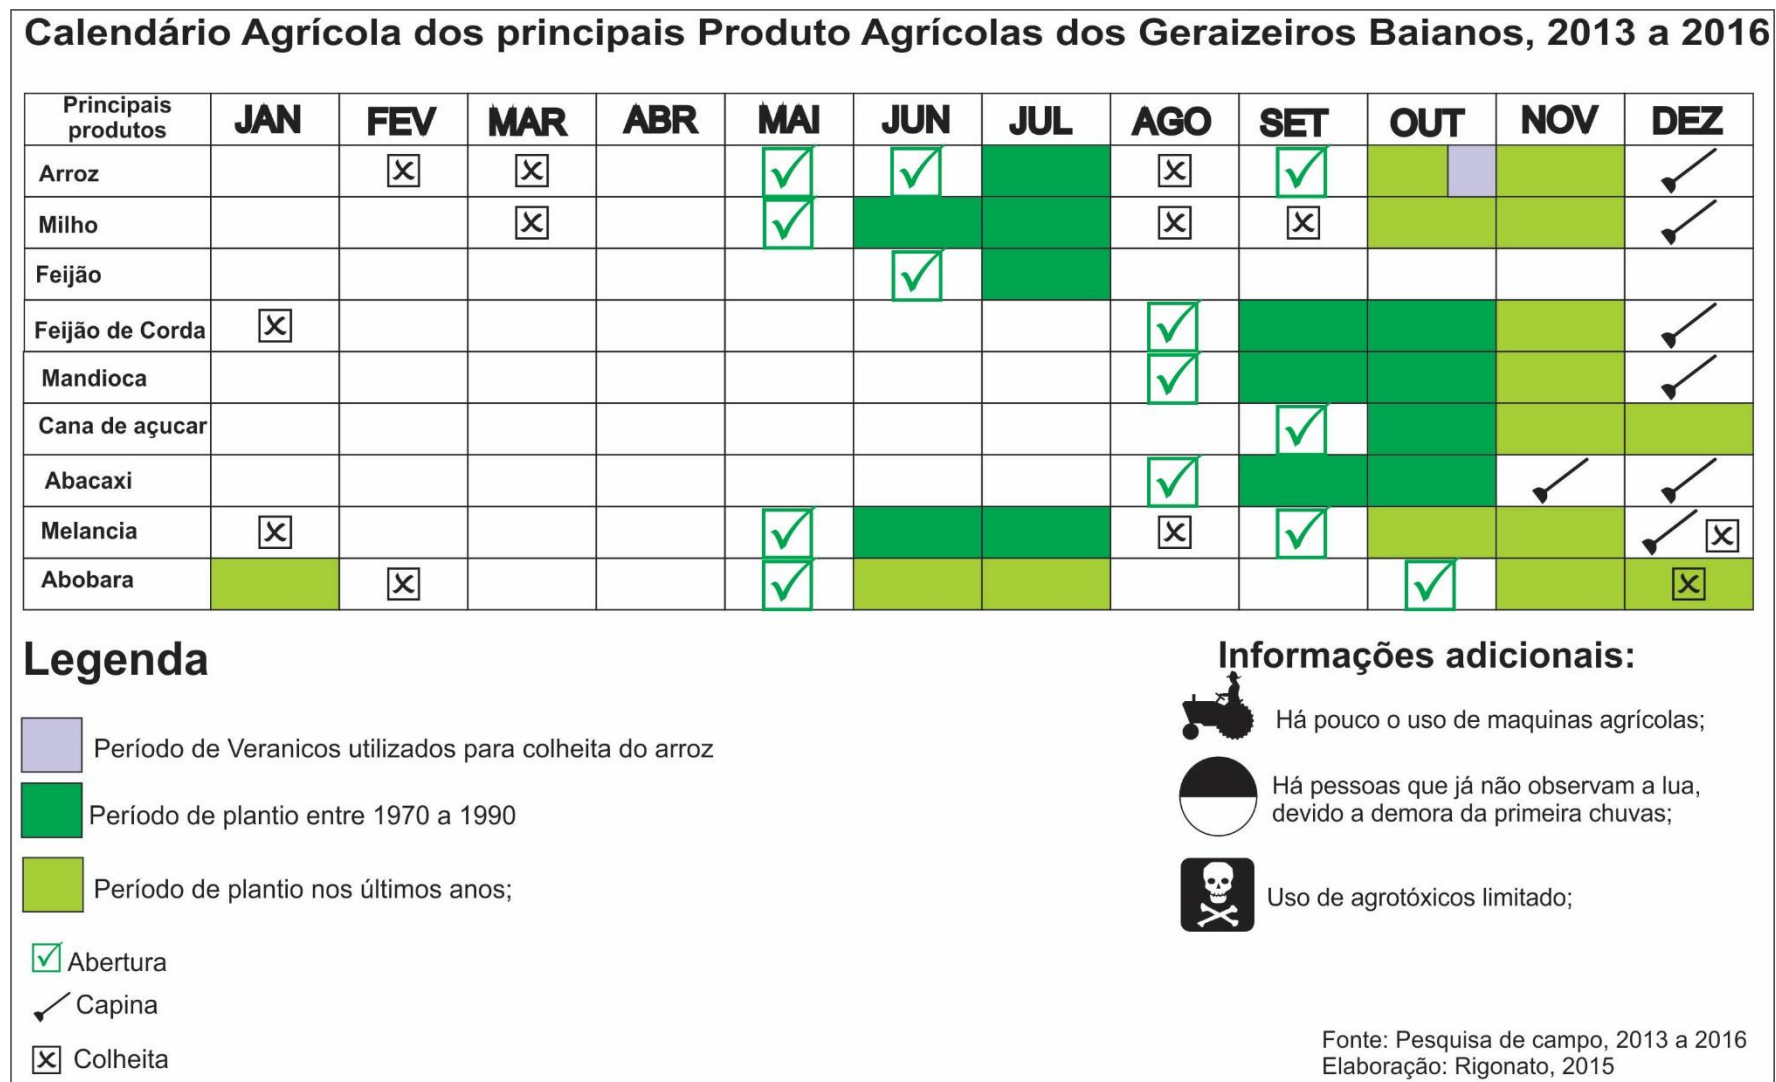 Calendário Agrícola dos principais Produto Agrícolas dos Geraizeiros Baianos, 2013 a 2016
Principais
produtos
JAN FEV MAR ABR MAI JUN JUL AGO SET OUT NOV DEZ
Arroz
Milho
Feijão
Feijão de Corda
Mandioca
Cana de açucar
Abacaxi
Melancia
Abobara
Legenda
Período de Veranicos utilizados para colheita do arroz
Período de plantio entre 1970 a 1990
Período de plantio nos últimos anos;
Abertura
Capina
Colheita
Informações adicionais:
Há pouco o uso de maquinas agrícolas;
Há pessoas que já não observam a lua,
devido a demora da primeira chuvas;
Uso de agrotóxicos limitado;
Fonte: Pesquisa de campo, 2013 a 2016
Elaboração: Rigonato, 2015